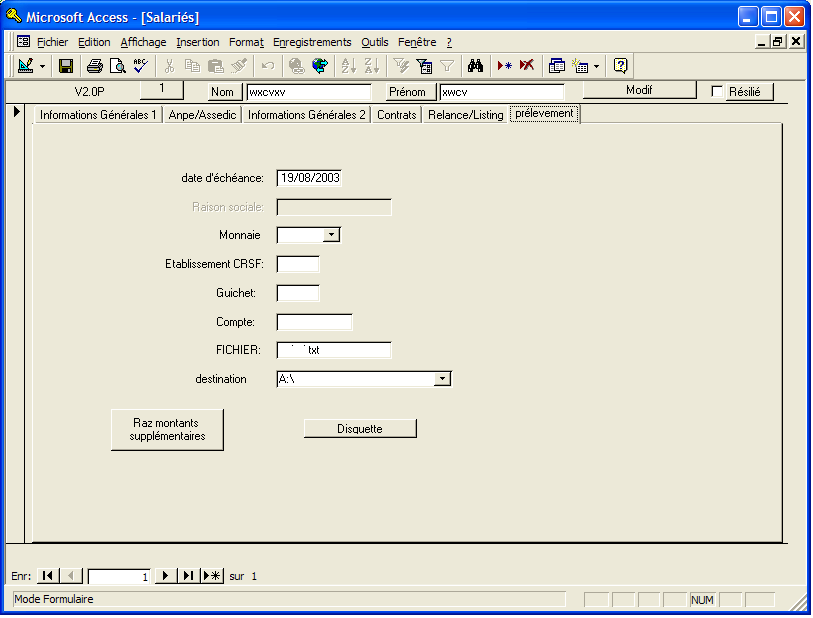 Microsoft Access - [Salariés]
Fichier Edition Affichage Insertion Format Enregistrements Outils Fenêtre ?
V2.0P 1 Nom wxcvxv Prénom xwcv Modif Résilié
Informations Générales 1 Anpe/Assedic Informations Générales 2 Contrats Relance/Listing prélevement
date d'échéance: 19/08/2003
Raison sociale:
Monnaie
Etablissement CRSF:
Guichet:
Compte:
FICHIER: txt
destination A:\
Raz montants
supplémentaires
Disquette
Enr: 1 sur 1
Mode Formulaire NUM